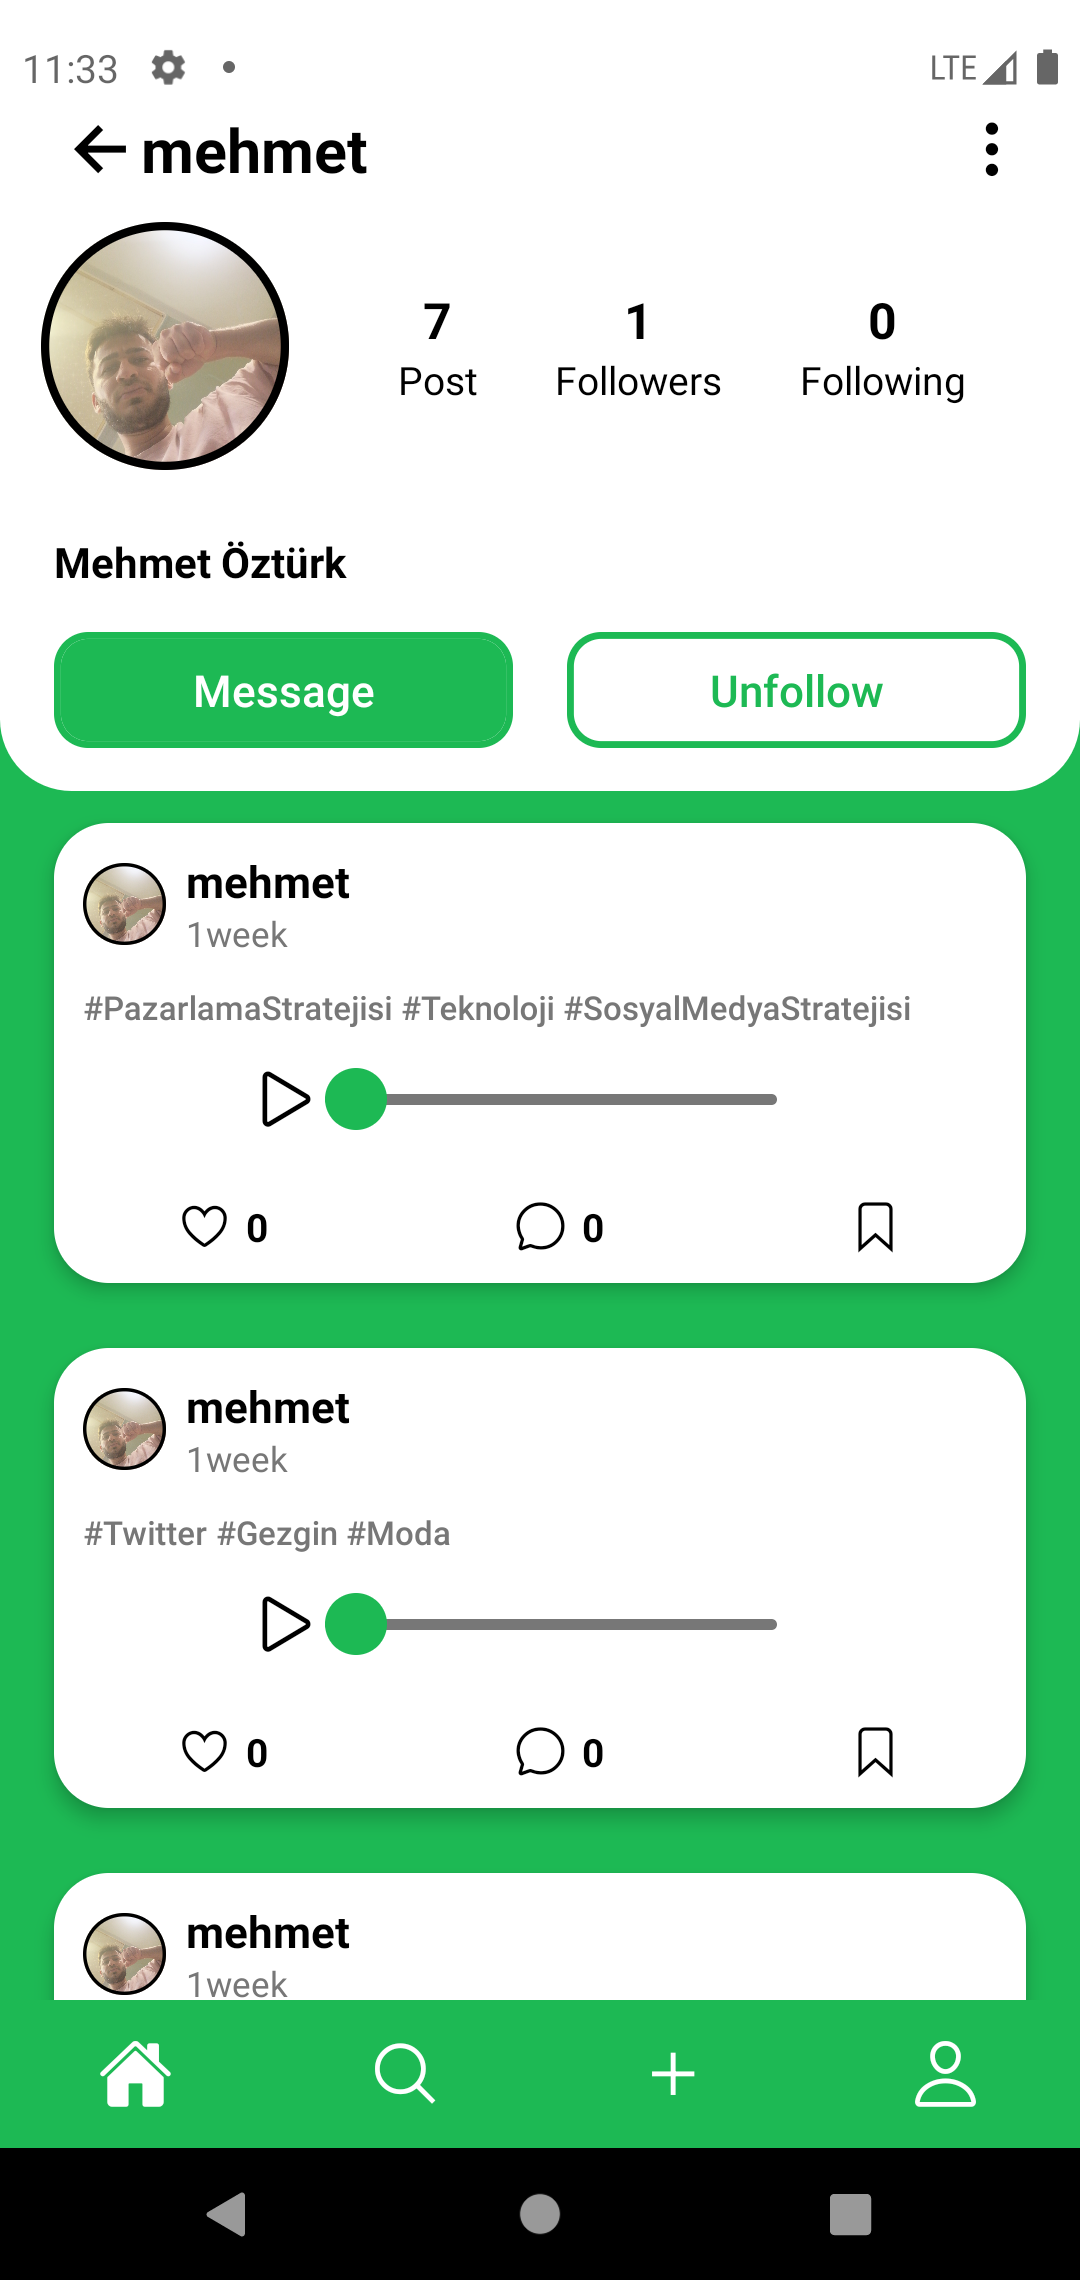 11:33 LTE
mehmet
7 1 0
Post Followers Following
Mehmet Öztürk
Message Unfollow
mehmet
1week
#PazarlamaStratejisi #Teknoloji #SosyalMedyaStratejisi
0 0
mehmet
1week
#Twitter #Gezgin #Moda
0 0
mehmet
1week